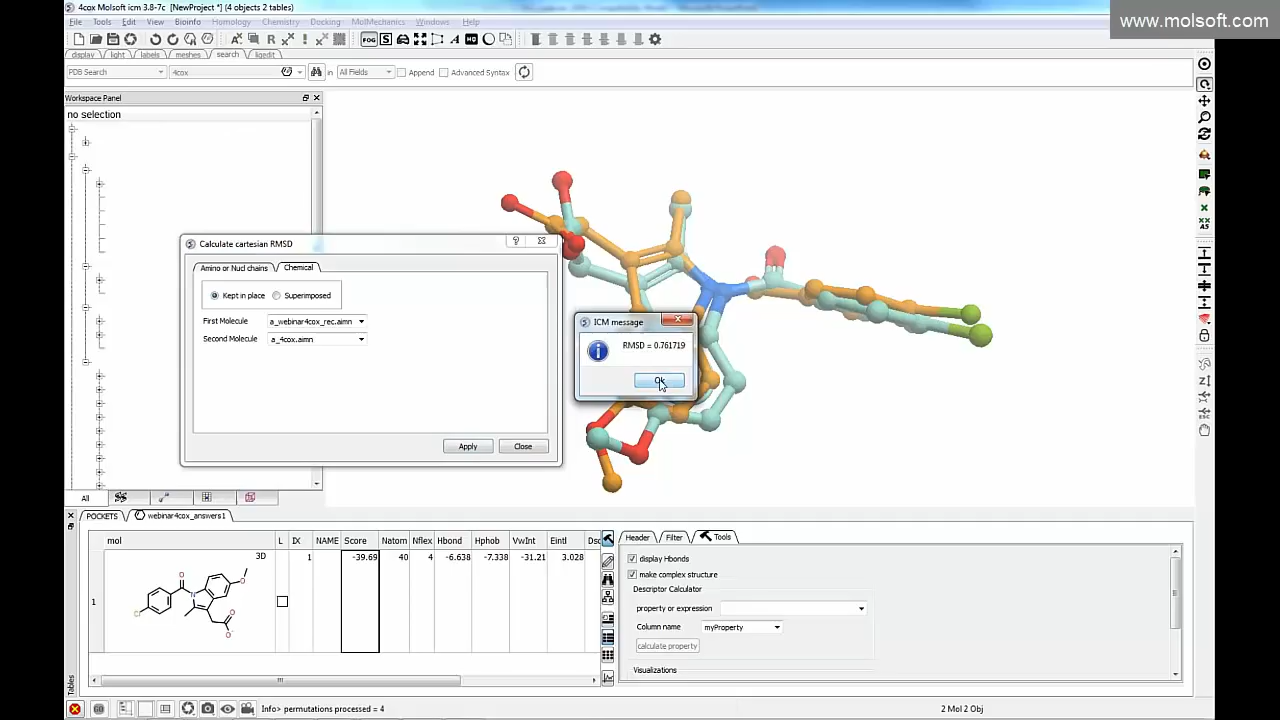 www.molsoft.com
4cox Molsoft icm 3.8-7c [NewProject *] (4 objects 2 tables)
File Tools Edit View Bioinfo Homology Chemistry Docking MolMechanics Windows Help
display light labels meshes search ligedit
PDB Search 4cox in All Fields Append Advanced Syntax
Workspace Panel
no selection
Calculate cartesian RMSD
Amino or Nucl chains Chemical
Kept in place Superimposed
First Molecule a_webinar4cox_rec.aimn
Second Molecule a_4cox.aimn
Apply Close
ICM message
RMSD = 0.761719
Ok
All
POCKETS webinar4cox_answers1
mol L IX NAME Score Natom Nflex Hbond Hphob VwInt Eintl
3D 1 -39.69 40 4 -6.638 -7.338 -31.21 3.028
1
Tables
Header Filter Tools
display Hbonds
make complex structure
Descriptor Calculator
property or expression
Column name myProperty
calculate property
Visualizations
Info> permutations processed = 4
2 Mol 2 Obj